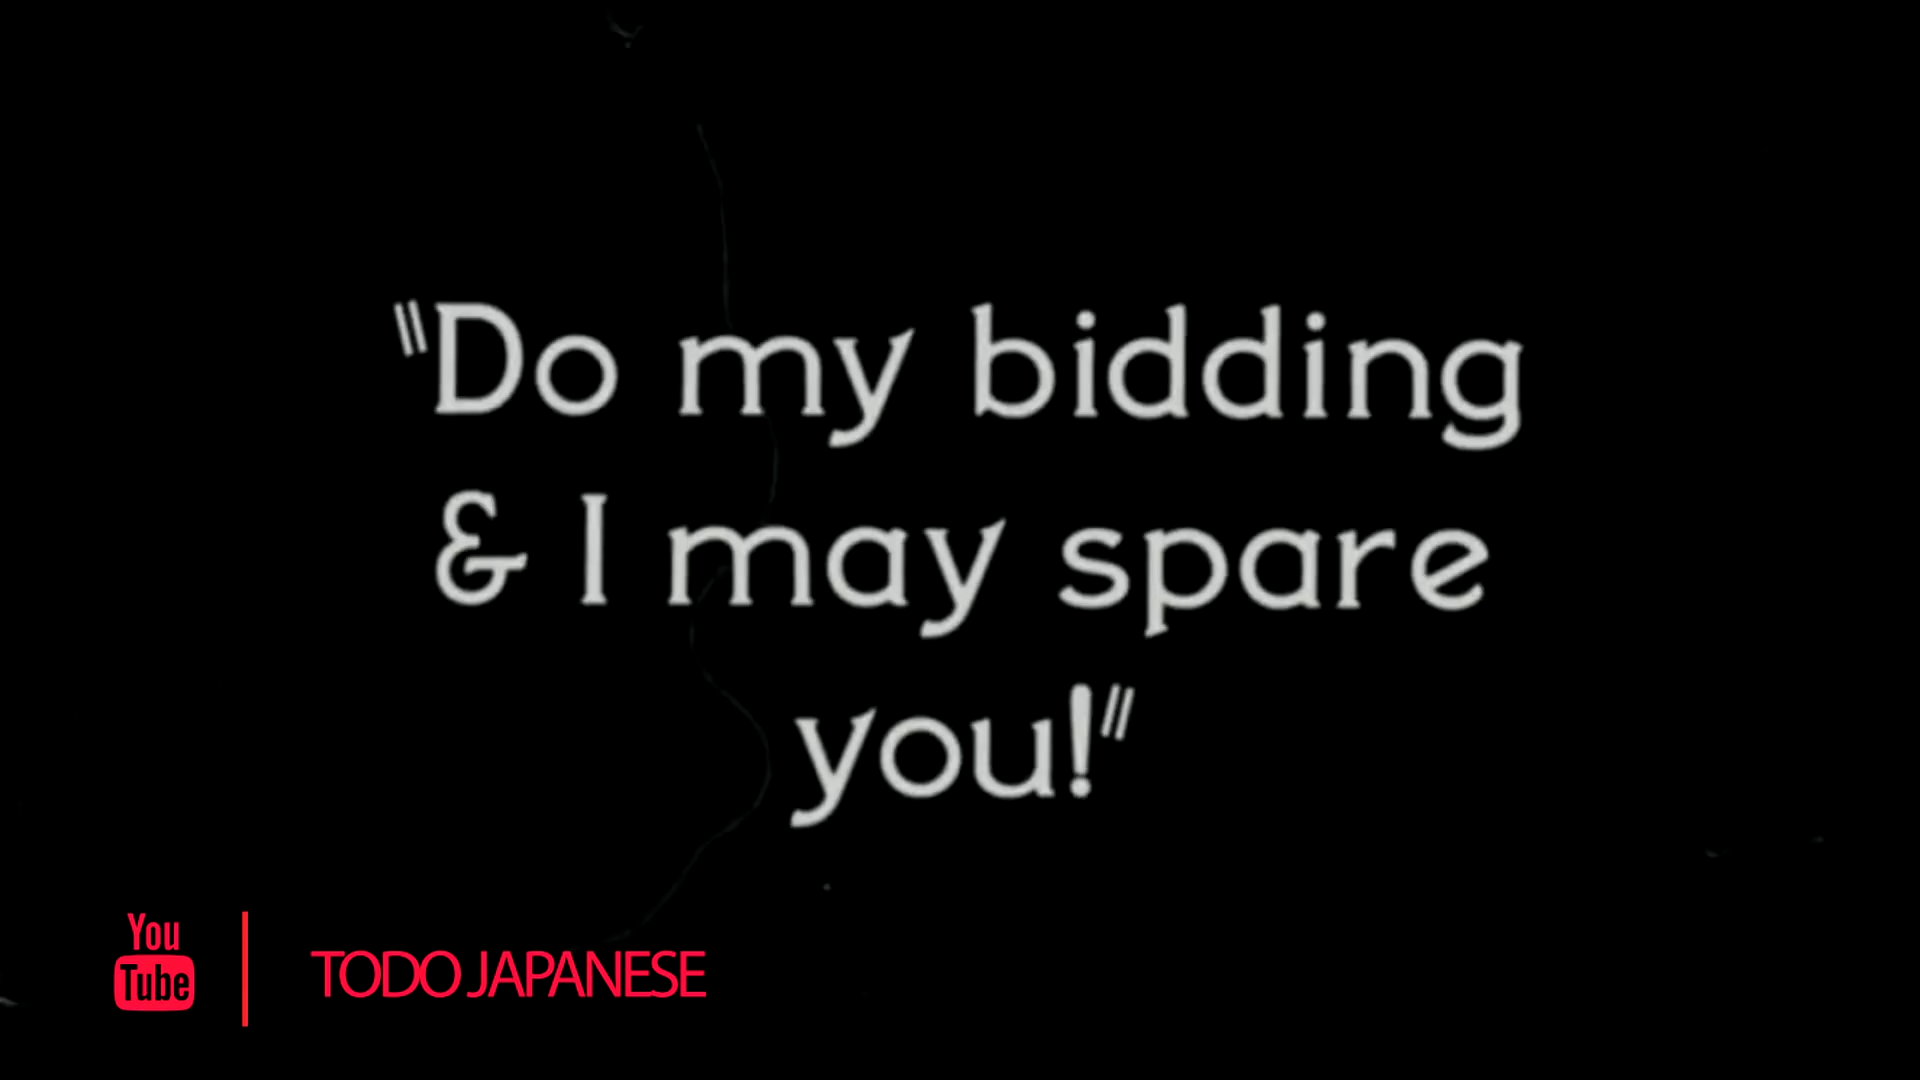 "Do my bidding
& I may spare
you!"
You
Tube
TODO JAPANESE